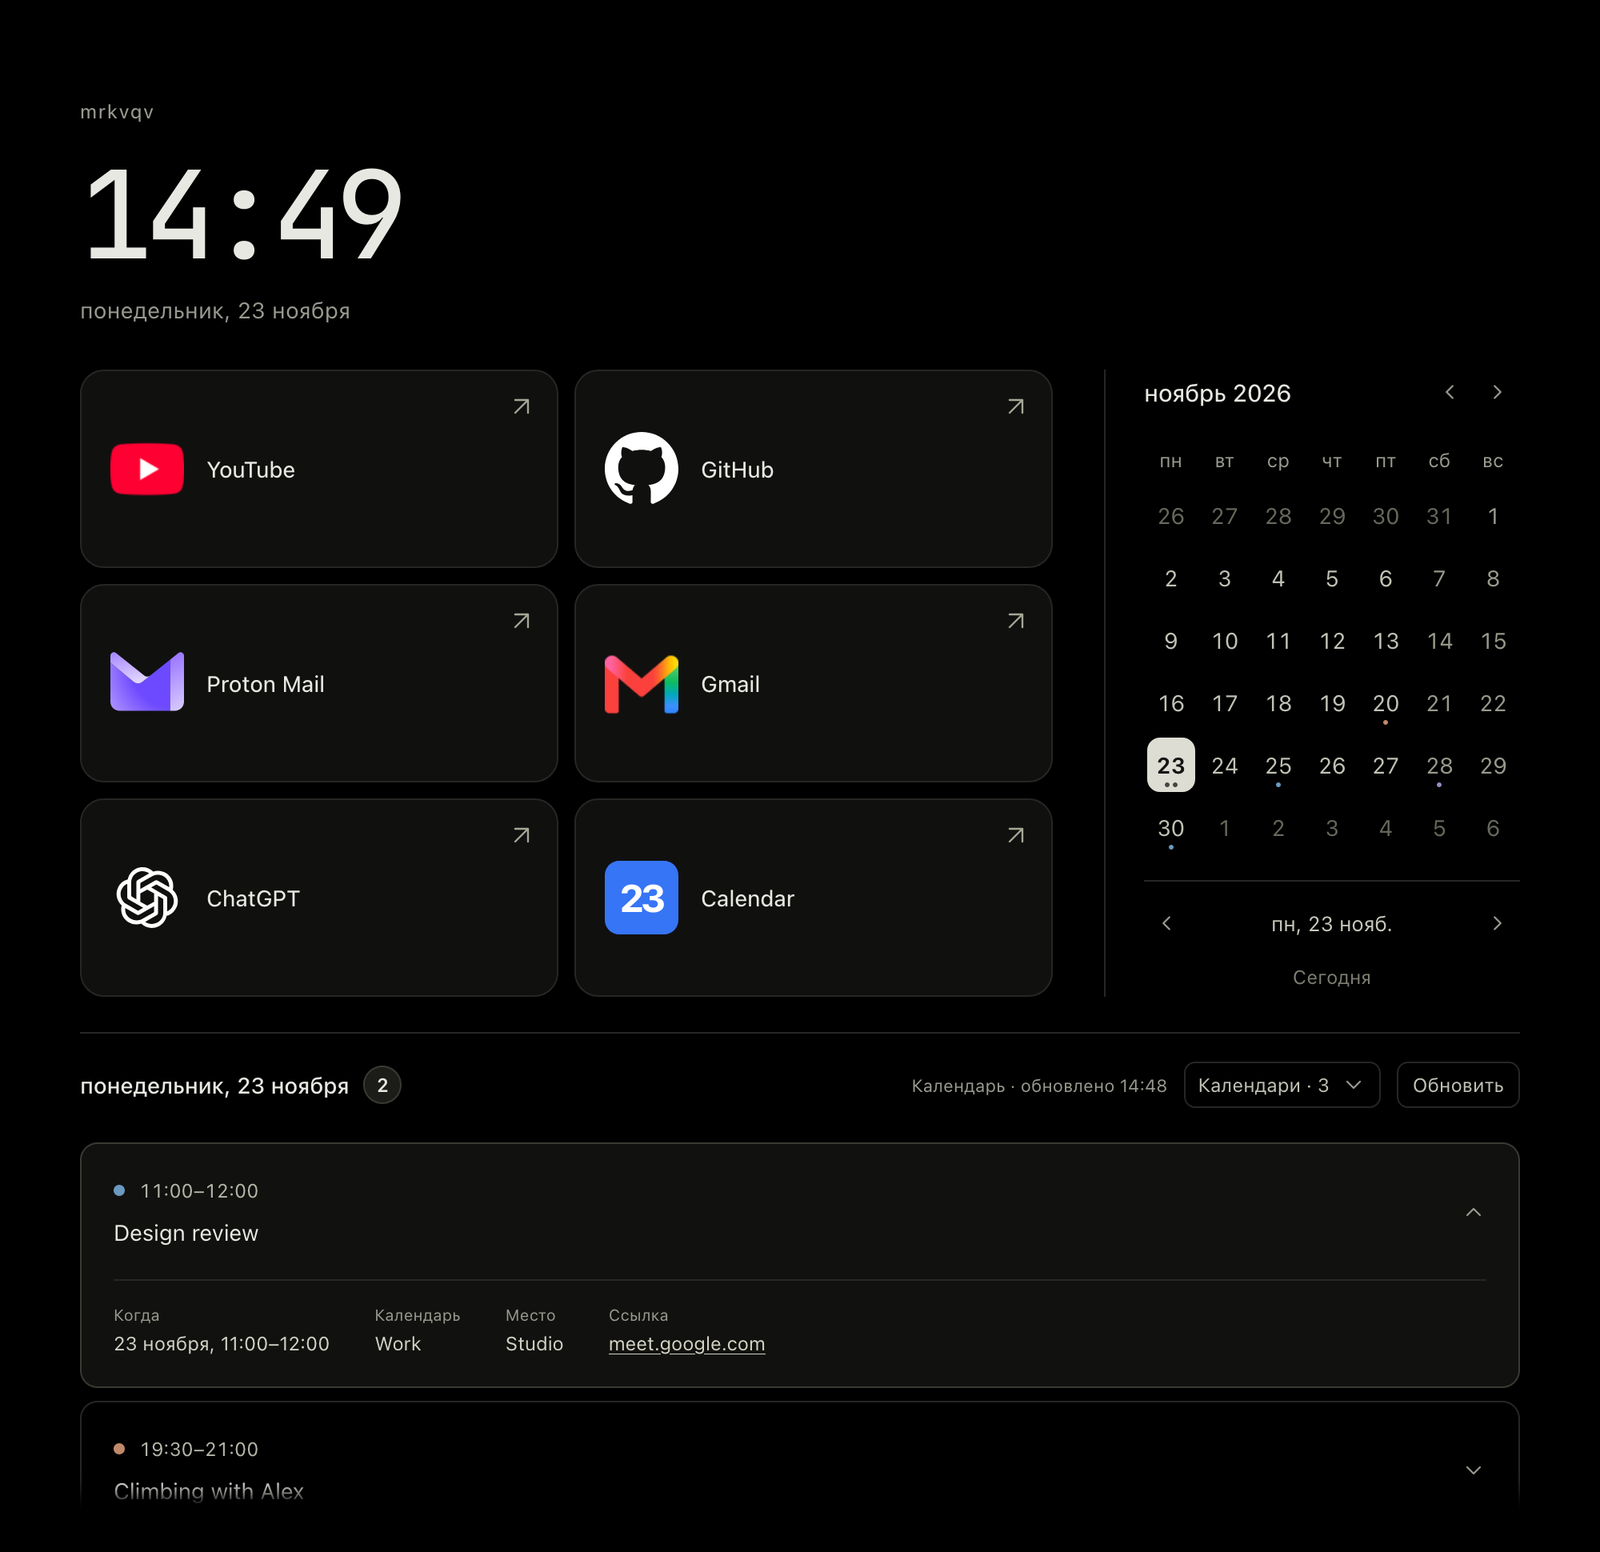 mrkvqv
14:49
понедельник, 23 ноября
YouTube
GitHub
Proton Mail
Gmail
ChatGPT
23
Calendar
ноябрь 2026
пн вт ср чт пт сб вс
26 27 28 29 30 31 1
2 3 4 5 6 7 8
9 10 11 12 13 14 15
16 17 18 19 20 21 22
23 24 25 26 27 28 29
30 1 2 3 4 5 6
пн, 23 нояб.
Сегодня
понедельник, 23 ноября 2
Календарь · обновлено 14:48 Календари · 3 Обновить
11:00–12:00
Design review
Когда Календарь Место Ссылка
23 ноября, 11:00–12:00 Work Studio meet.google.com
19:30–21:00
Climbing with Alex